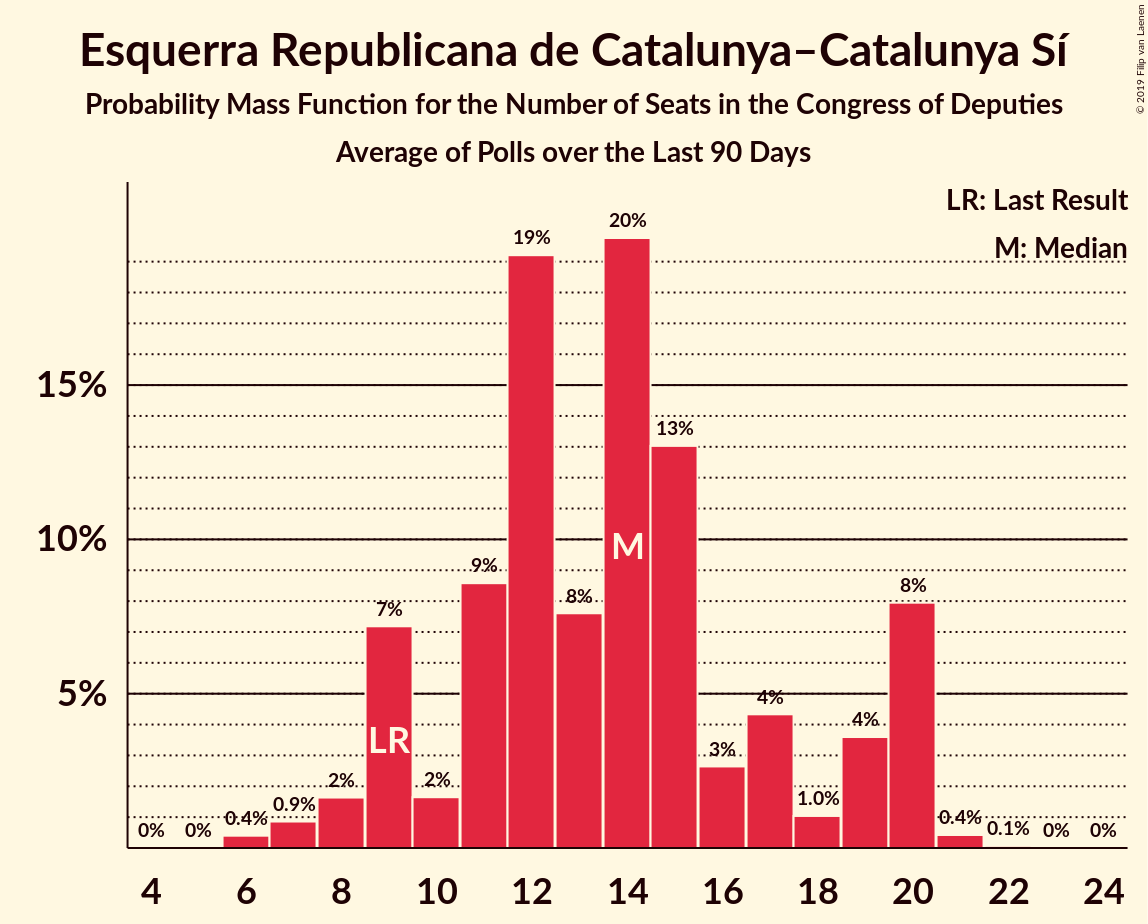 Esquerra Republicana de Catalunya–Catalunya Sí
Probability Mass Function for the Number of Seats in the Congress of Deputies
Average of Polls over the Last 90 Days
© 2019 Filip van Laenen
LR: Last Result
M: Median
15%
10%
5%
0%
0%
0.4%
0.9%
2%
7%
2%
9%
19%
8%
20%
13%
3%
4%
1.0%
4%
8%
0.4%
0.1%
0%
0%
LR
M
4 6 8 10 12 14 16 18 20 22 24